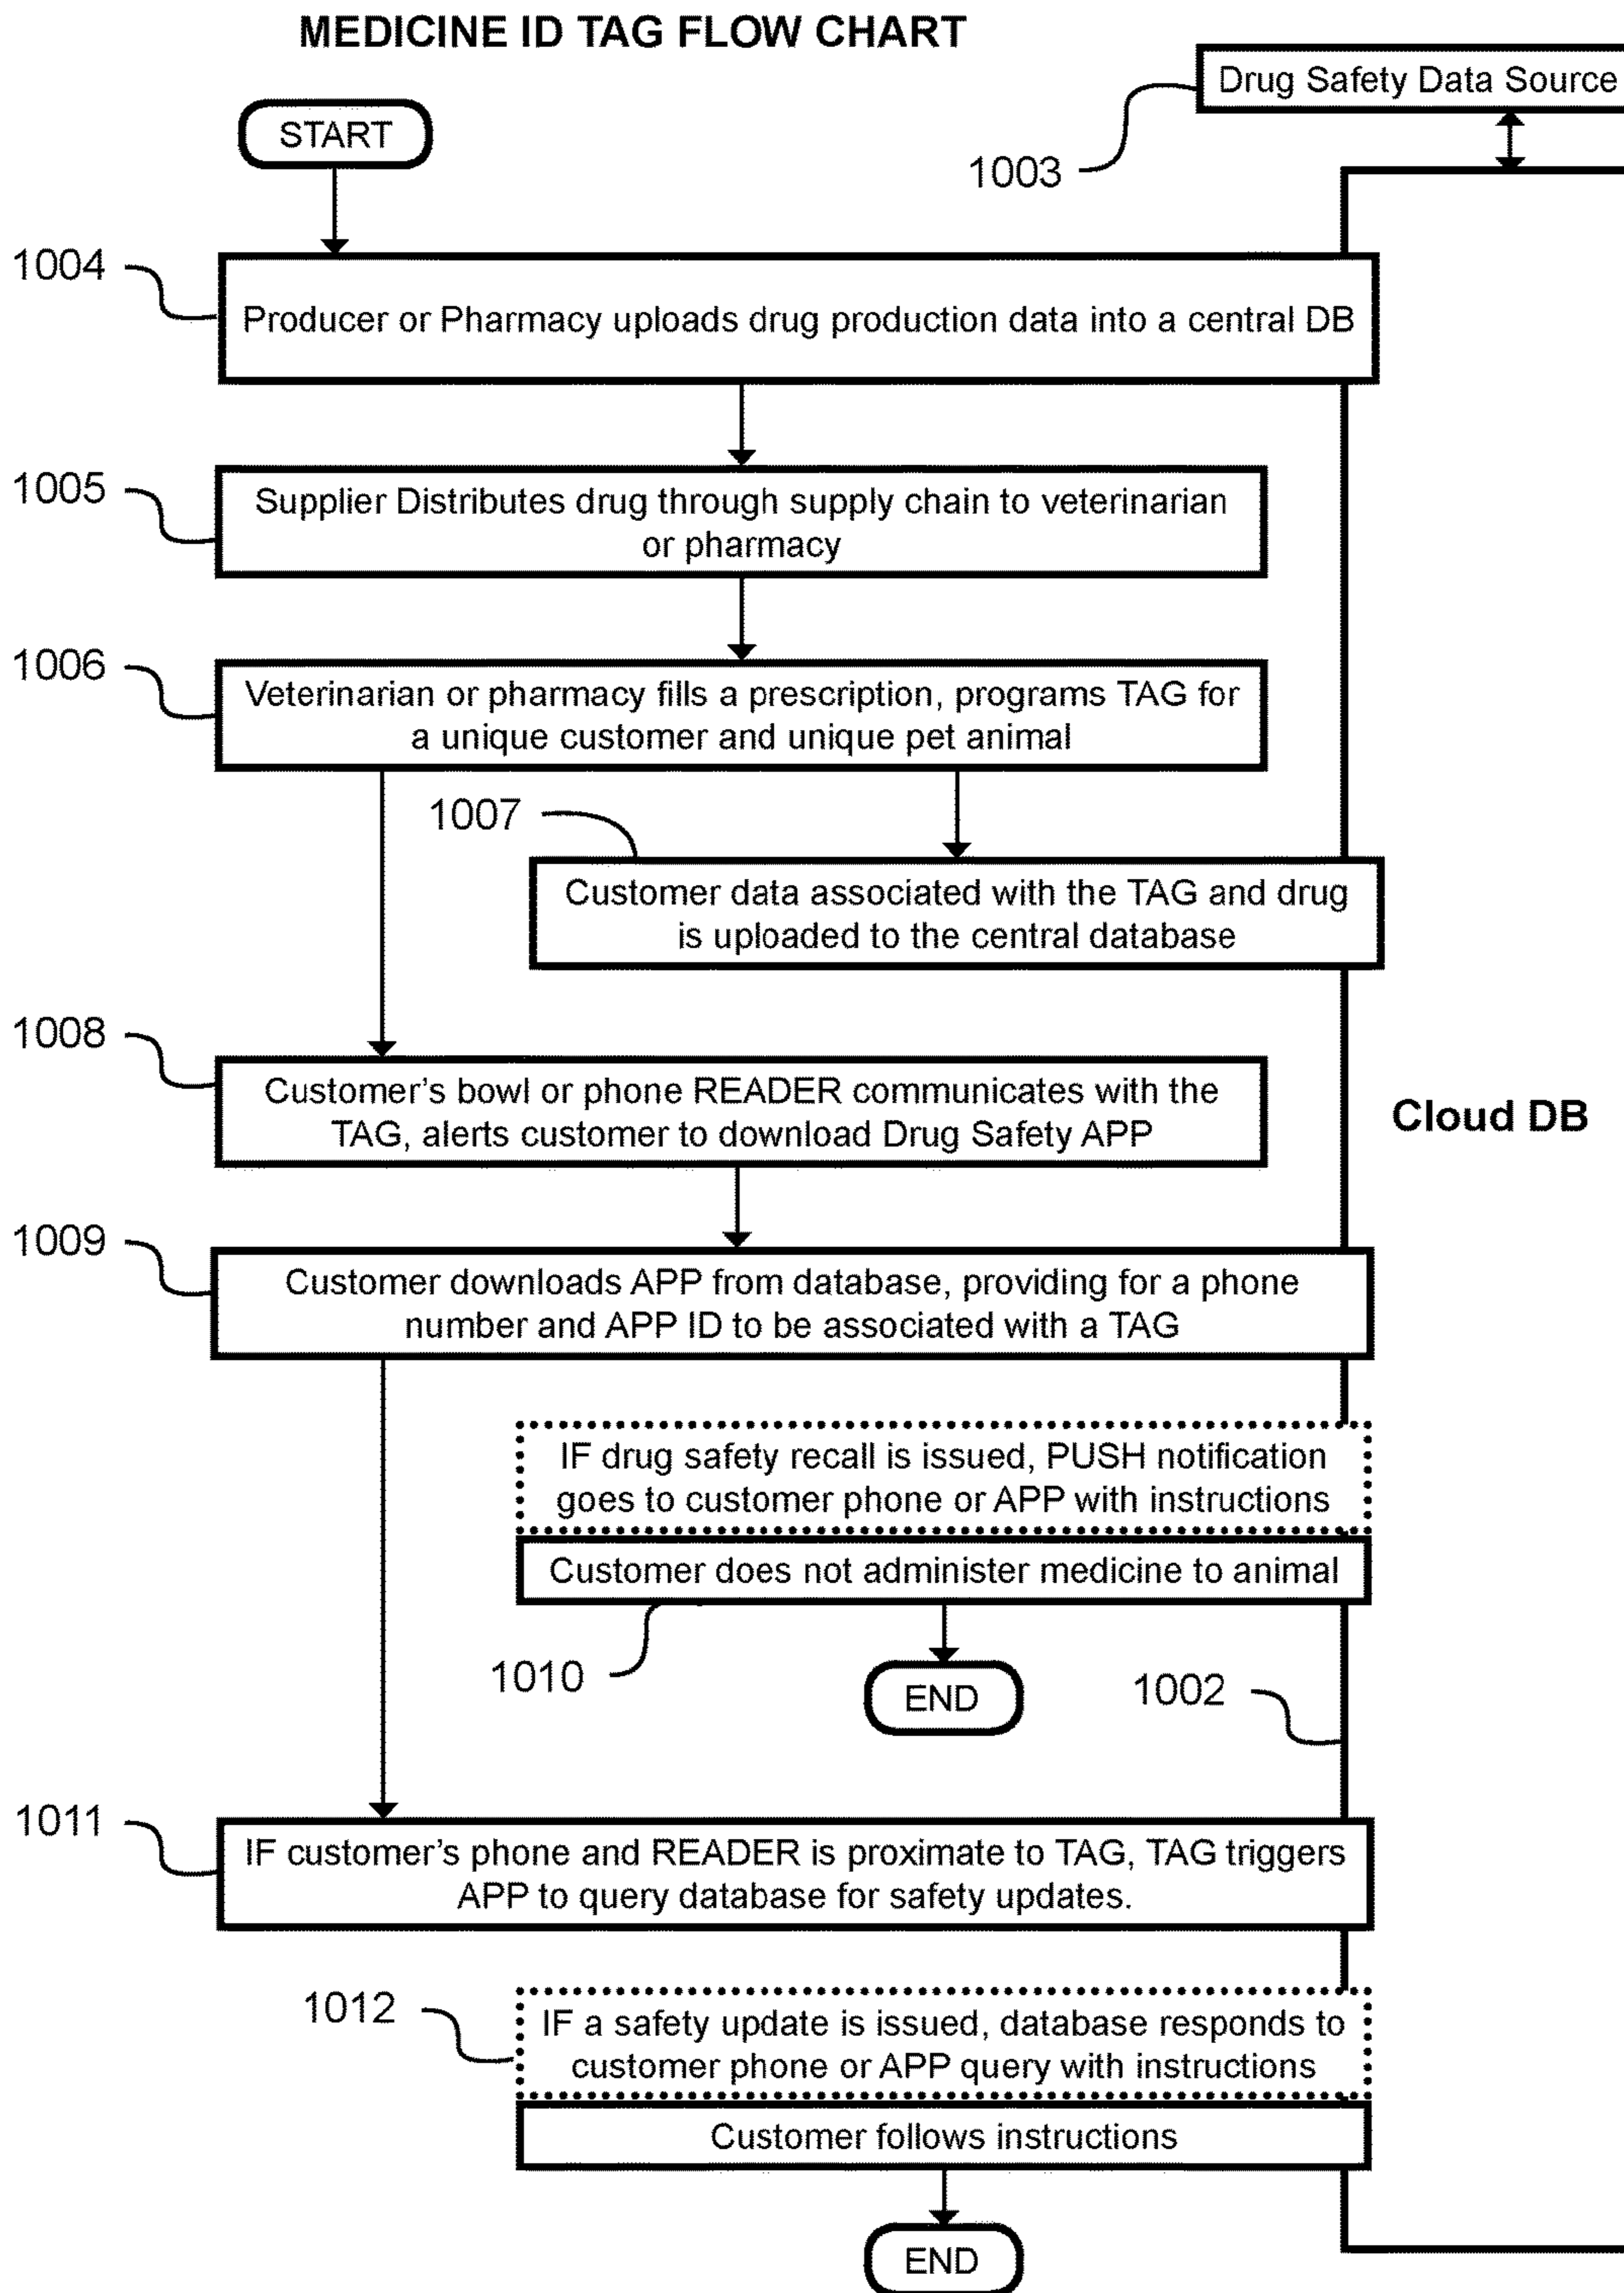 MEDICINE ID TAG FLOW CHART
Drug Safety Data Source
START
1003
1004
Producer or Pharmacy uploads drug production data into a central DB
1005
Supplier Distributes drug through supply chain to veterinarian
or pharmacy
1006
Veterinarian or pharmacy fills a prescription, programs TAG for
a unique customer and unique pet animal
1007
Customer data associated with the TAG and drug
is uploaded to the central database
1008
Customer's bowl or phone READER communicates with the
TAG, alerts customer to download Drug Safety APP
Cloud DB
1009
Customer downloads APP from database, providing for a phone
number and APP ID to be associated with a TAG
IF drug safety recall is issued, PUSH notification
goes to customer phone or APP with instructions
Customer does not administer medicine to animal
1010
END
1002
1011
IF customer's phone and READER is proximate to TAG, TAG triggers
APP to query database for safety updates.
1012
IF a safety update is issued, database responds to
customer phone or APP query with instructions
Customer follows instructions
END